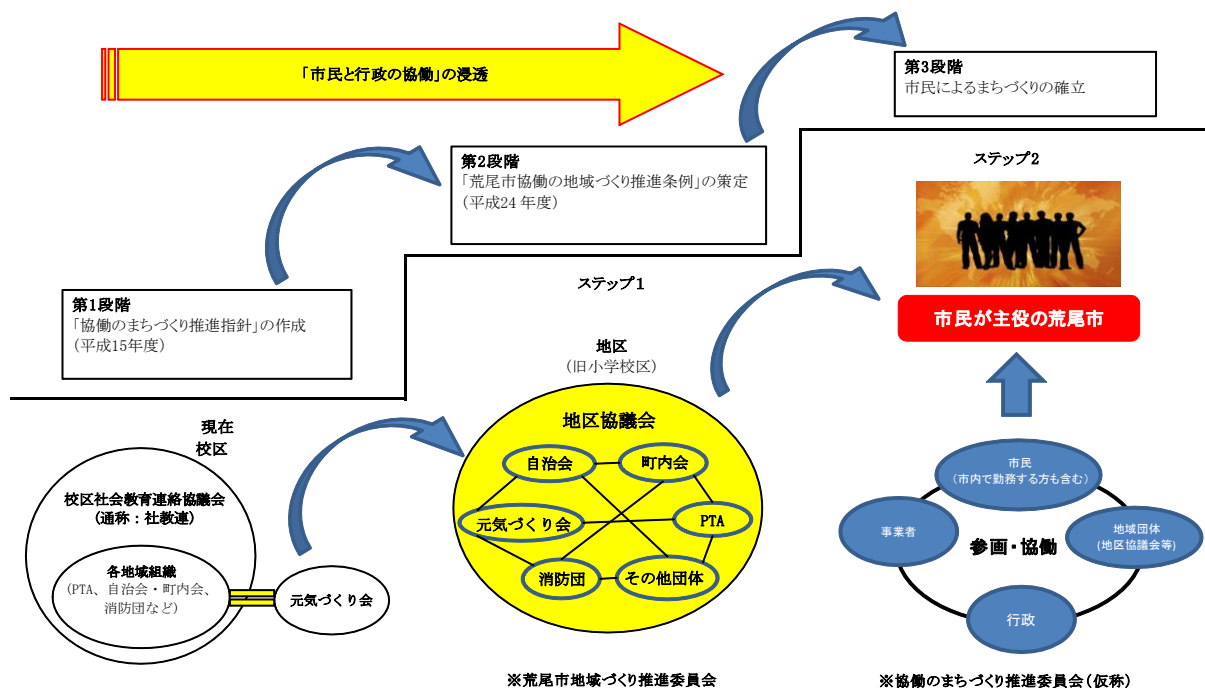 「市民と行政の協働」の浸透
第3段階
市民によるまちづくりの確立
第2段階
「荒尾市協働の地域づくり推進条例」の策定
(平成24年度)
第1段階
「協働のまちづくり推進指針」の作成
(平成15年度)
ステップ2
市民が主役の荒尾市
ステップ1
地区
(旧小学校区)
地区協議会
自治会
町内会
元気づくり会
PTA
消防団
その他団体
※荒尾市地域づくり推進委員会
現在
校区
校区社会教育連絡協議会
(通称：社教連)
各地域組織
(PTA、自治会・町内会、
消防団など)
元気づくり会
市民
(市内で勤務する方も含む)
事業者
参画・協働
地域団体
(地区協議会等)
行政
※協働のまちづくり推進委員会(仮称)